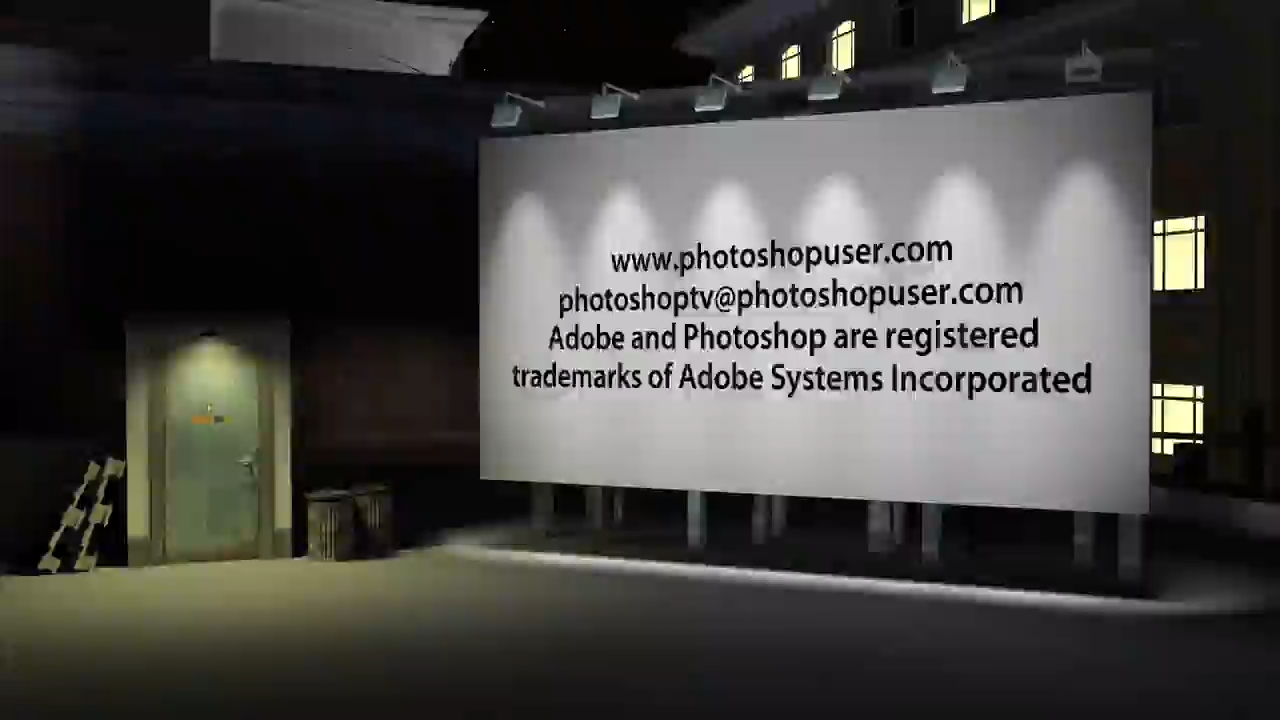 www.photoshopuser.com
photoshoptv@photoshopuser.com
Adobe and Photoshop are registered
trademarks of Adobe Systems Incorporated